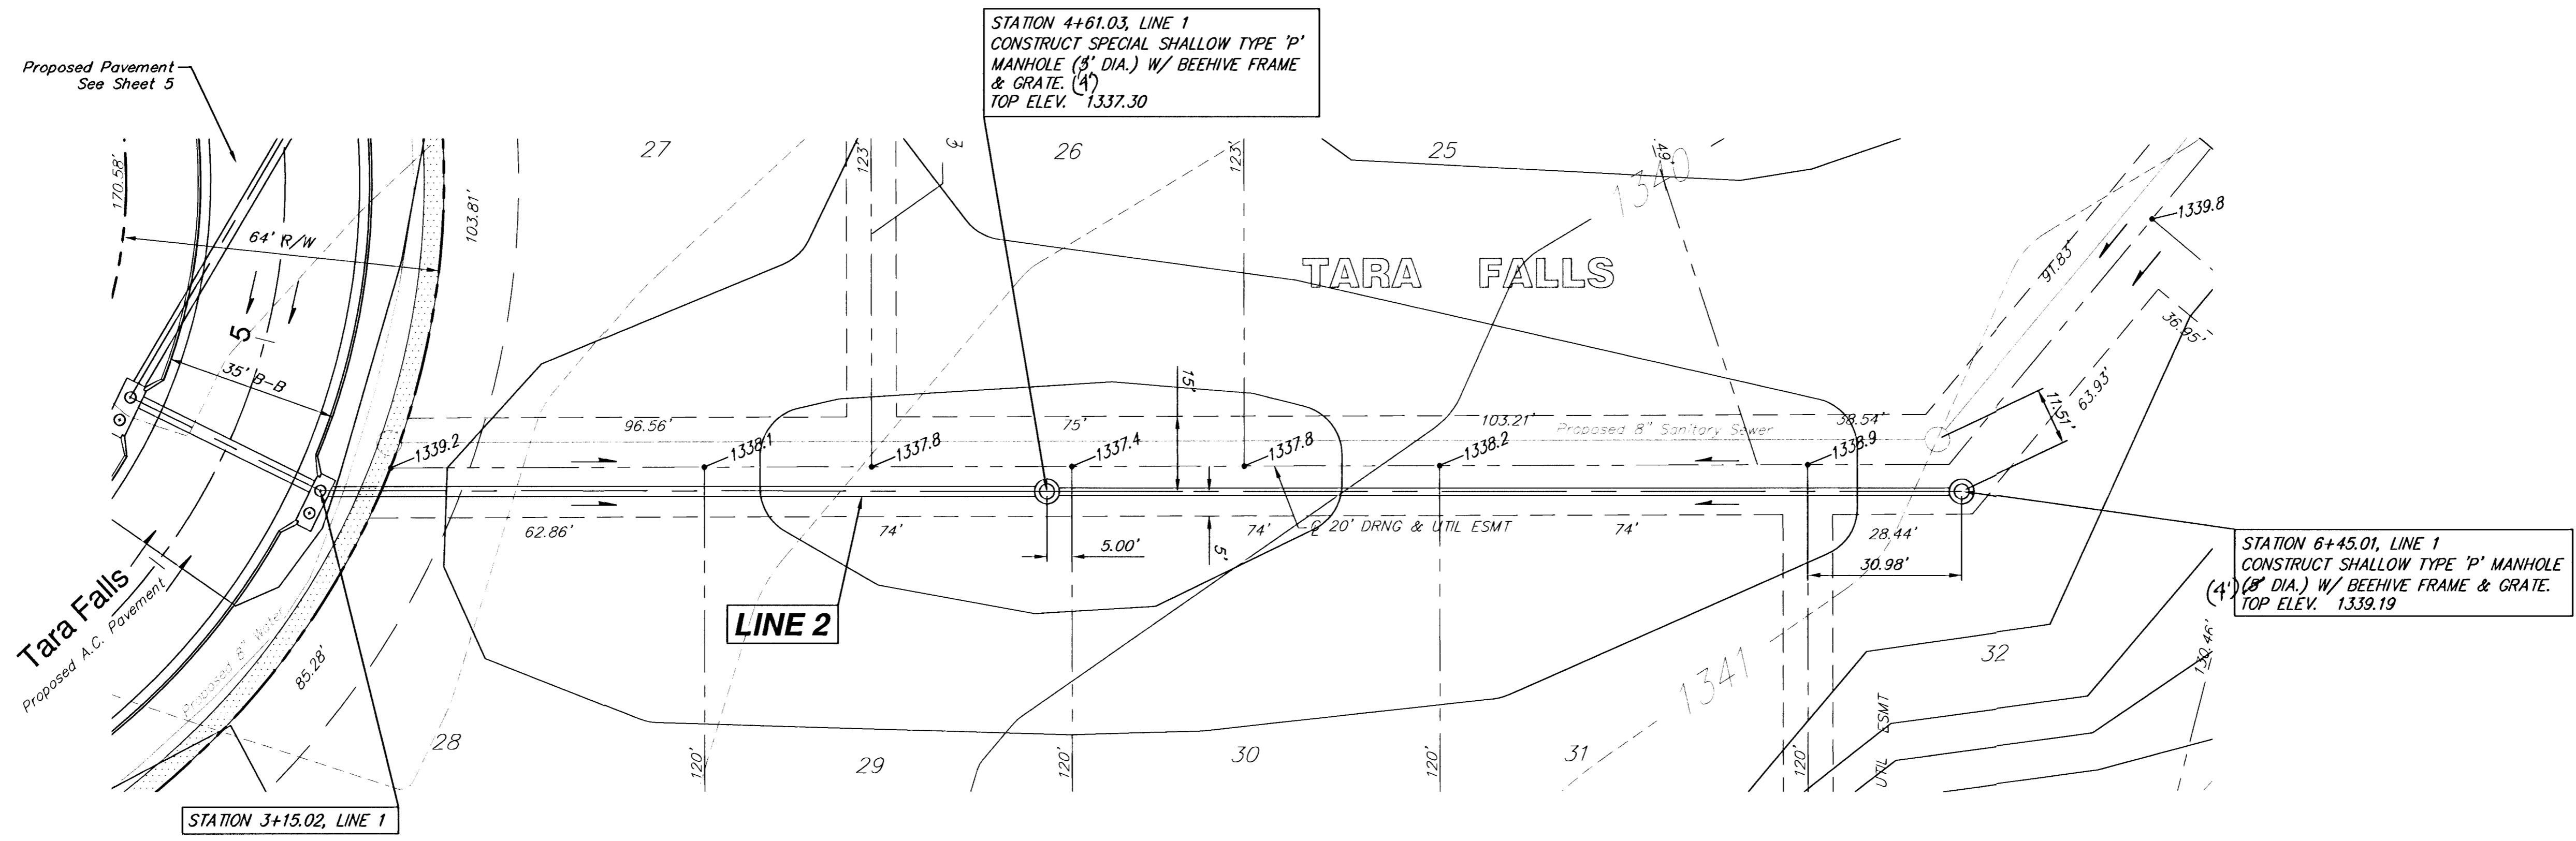 STATION 4+61.03, LINE 1
CONSTRUCT SPECIAL SHALLOW TYPE 'P'
MANHOLE (5' DIA.) W/ BEEHIVE FRAME
& GRATE. (4')
TOP ELEV. 1337.30
Proposed Pavement
See Sheet 5
27
26
25
170.58'
103.81'
123'
3
123'
49'
1340
64' R/W
TARA FALLS
1339.8
91.83'
36.95'
5
35' B-B
15'
11.51'
63.93'
96.56'
75'
103.21'
38.54'
Proposed 8" Sanitary Sewer
1339.2
1338.1
1337.8
1337.4
1337.8
1338.2
1338.9
62.86'
74'
74'
℄ 20' DRNG & UTIL ESMT
74'
28.44'
5.00'
5'
30.98'
STATION 6+45.01, LINE 1
CONSTRUCT SHALLOW TYPE 'P' MANHOLE
(4') (5' DIA.) W/ BEEHIVE FRAME & GRATE.
TOP ELEV. 1339.19
LINE 2
Tara Falls
Proposed A.C. Pavement
Proposed 8" Water
85.28'
130.46'
1341
32
28
29
30
31
120'
120'
120'
120'
UTIL ESMT
STATION 3+15.02, LINE 1